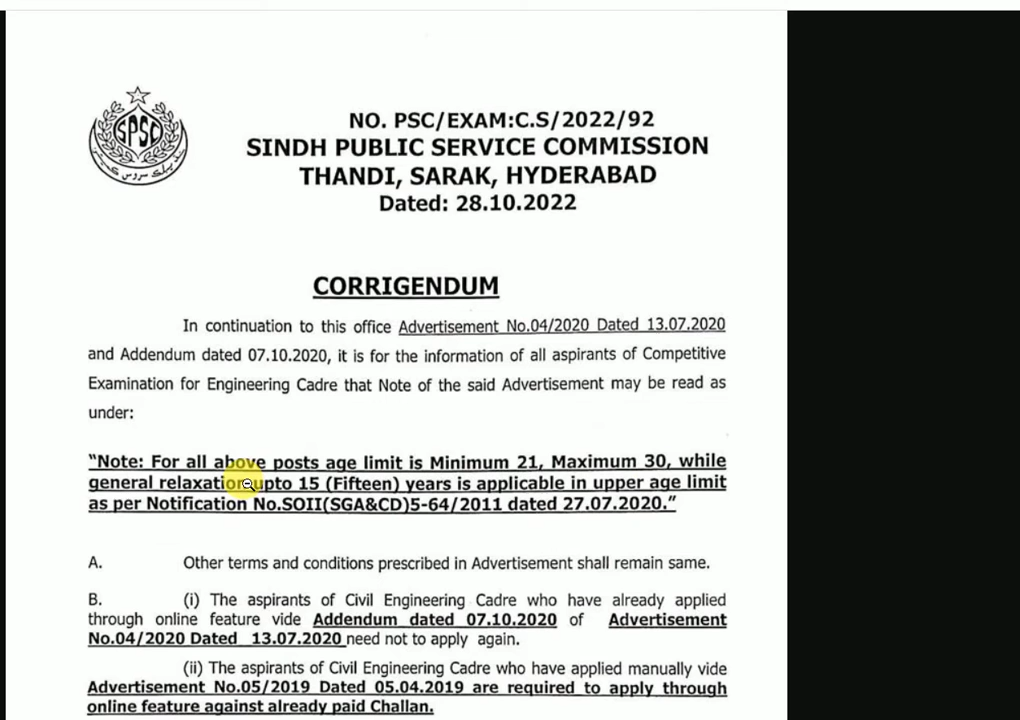 SPSC
NO. PSC/EXAM:C.S/2022/92
SINDH PUBLIC SERVICE COMMISSION
THANDI, SARAK, HYDERABAD
Dated: 28.10.2022
CORRIGENDUM
In continuation to this office Advertisement No.04/2020 Dated 13.07.2020
and Addendum dated 07.10.2020, it is for the information of all aspirants of Competitive
Examination for Engineering Cadre that Note of the said Advertisement may be read as
under:
"Note: For all above posts age limit is Minimum 21, Maximum 30, while
general relaxation upto 15 (Fifteen) years is applicable in upper age limit
as per Notification No.SOII(SGA&CD)5-64/2011 dated 27.07.2020."
A. Other terms and conditions prescribed in Advertisement shall remain same.
B. (i) The aspirants of Civil Engineering Cadre who have already applied
through online feature vide Addendum dated 07.10.2020 of Advertisement
No.04/2020 Dated 13.07.2020 need not to apply again.
(ii) The aspirants of Civil Engineering Cadre who have applied manually vide
Advertisement No.05/2019 Dated 05.04.2019 are required to apply through
online feature against already paid Challan.